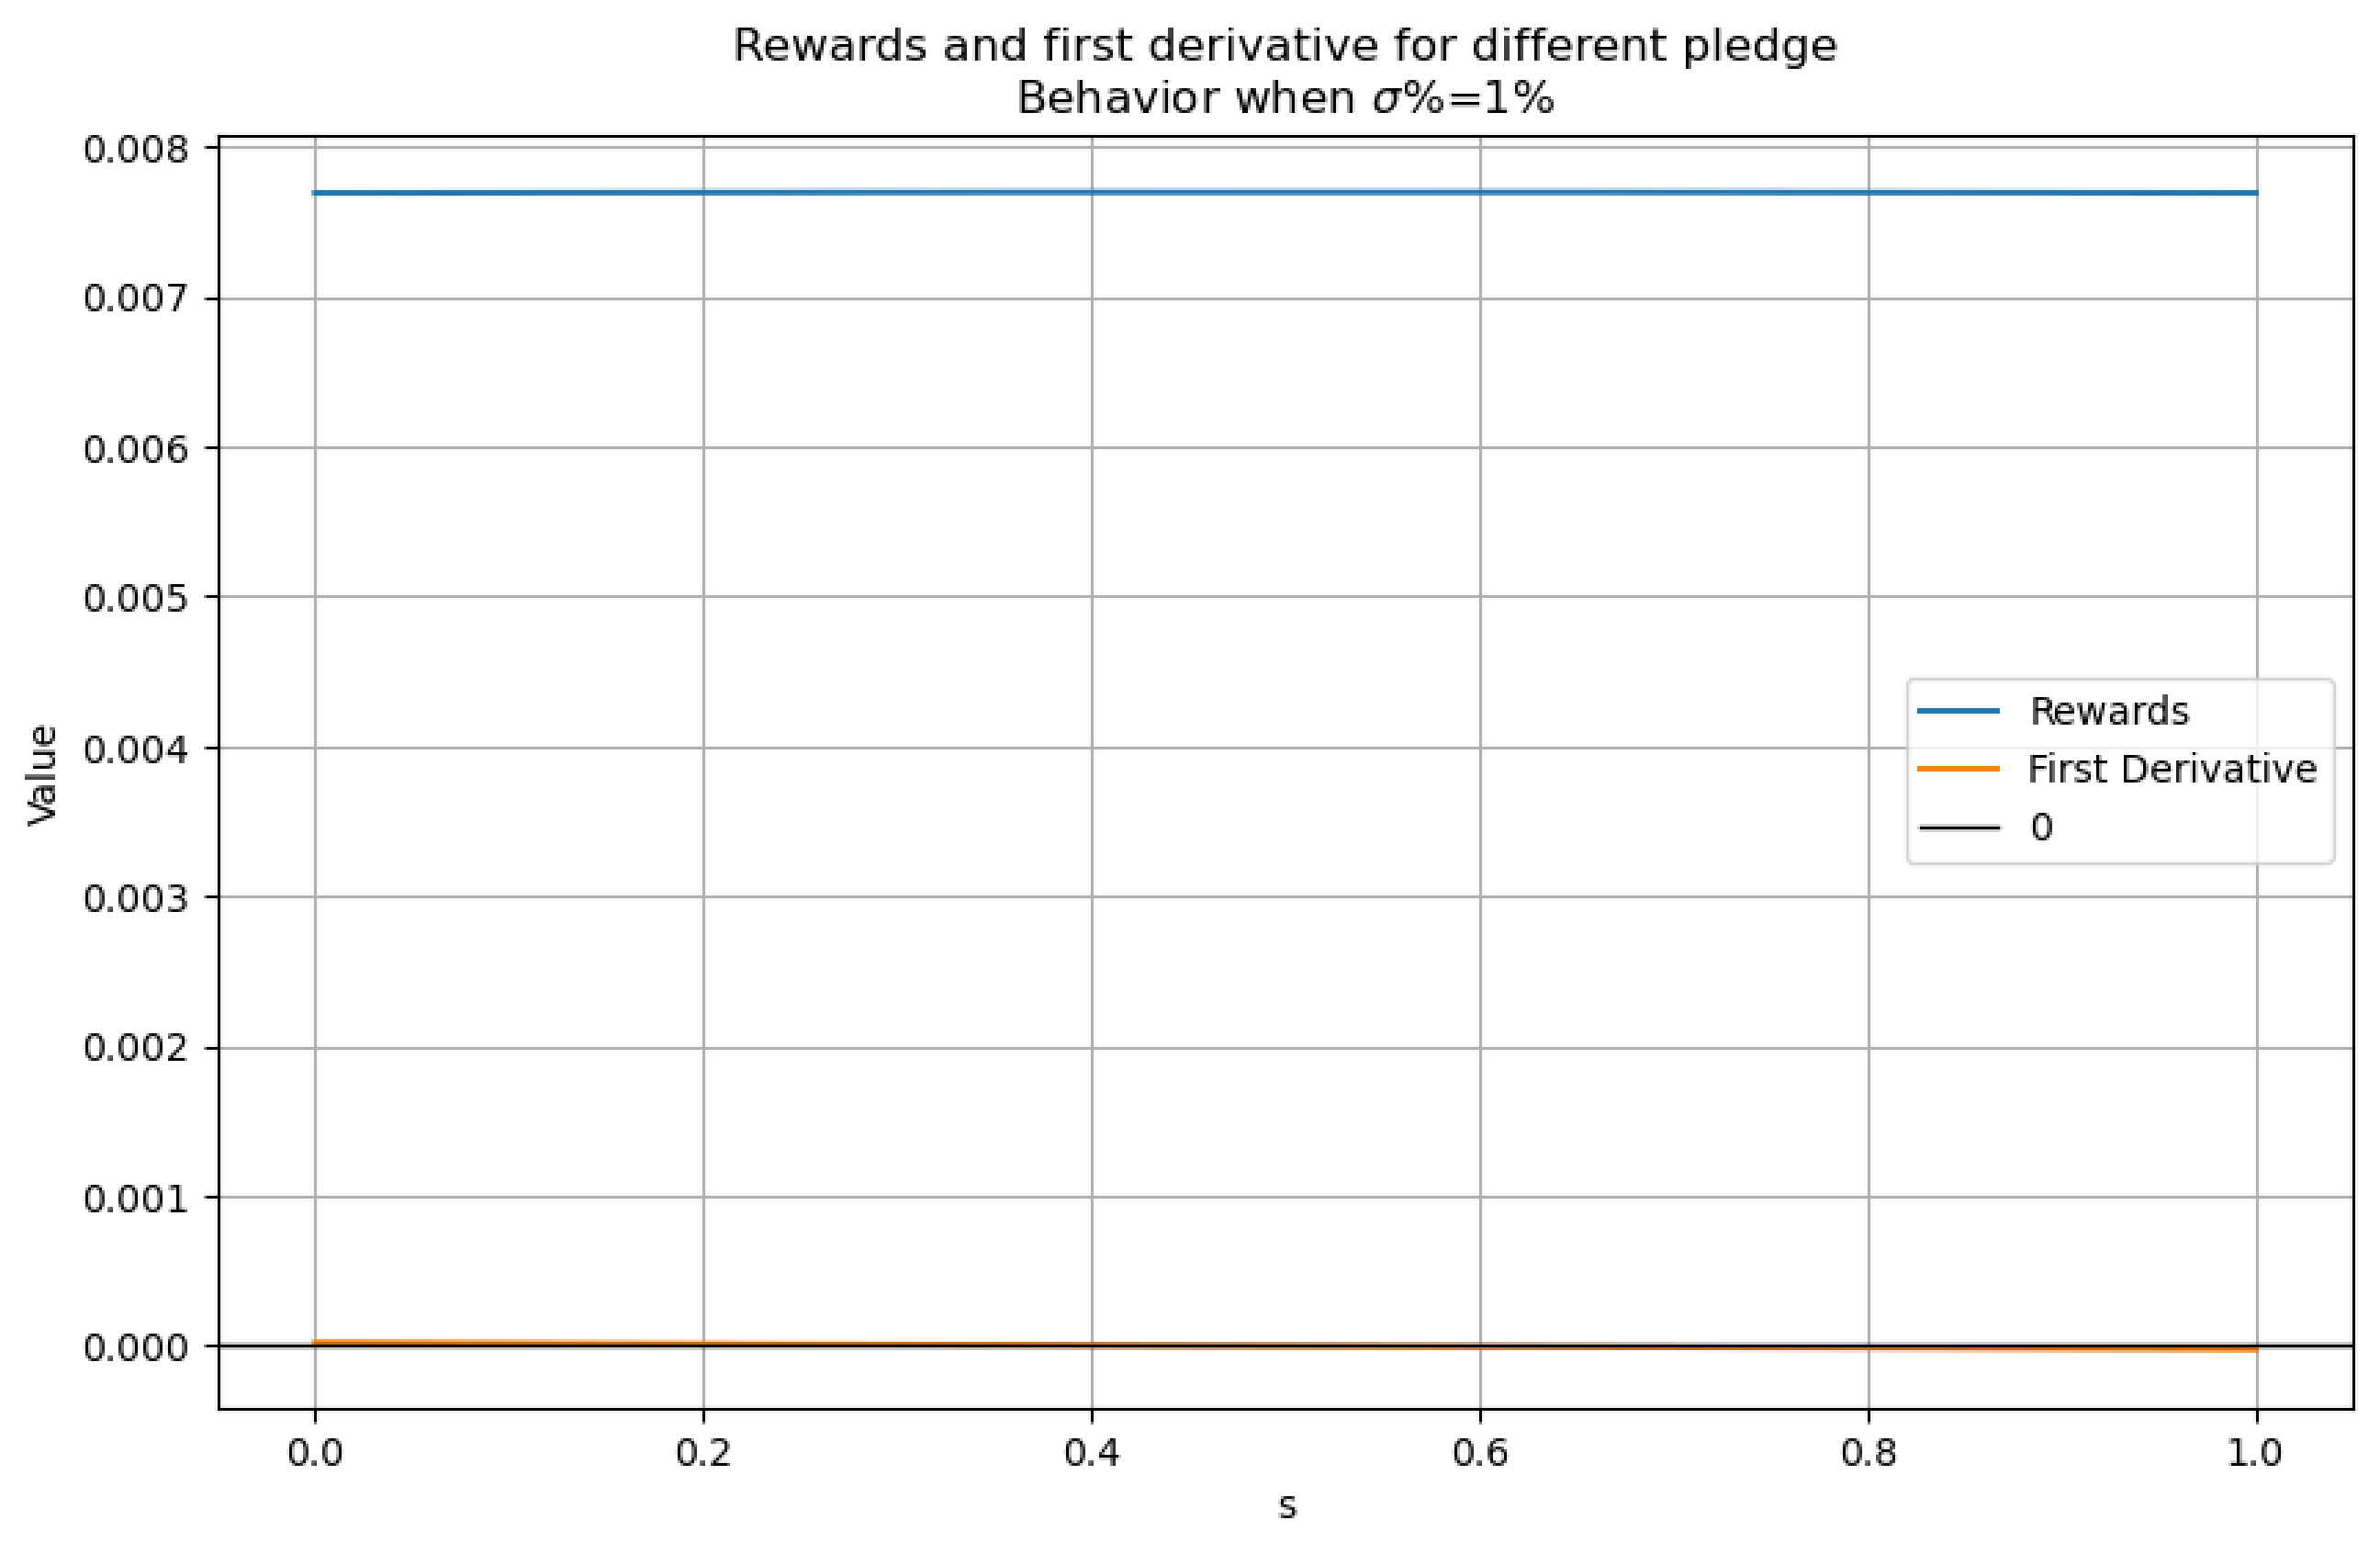 Rewards and first derivative for different pledge
Behavior when σ%=1%
0.008
0.007
0.006
0.005
0.004
0.003
0.002
0.001
0.000
Value
Rewards
First Derivative
0
0.0 0.2 0.4 0.6 0.8 1.0
s